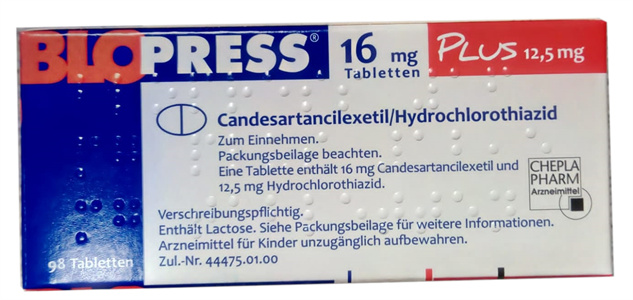 BLOPRESS® 16 mg PLUS 12,5 mg
Tabletten
Candesartancilexetil/Hydrochlorothiazid
Zum Einnehmen.
Packungsbeilage beachten.
Eine Tablette enthält 16 mg Candesartancilexetil und
12,5 mg Hydrochlorothiazid.
CHEPLA
PHARM
Arzneimittel
Verschreibungspflichtig.
Enthält Lactose. Siehe Packungsbeilage für weitere Informationen.
Arzneimittel für Kinder unzugänglich aufbewahren.
Zul.-Nr. 44475.01.00
98 Tabletten